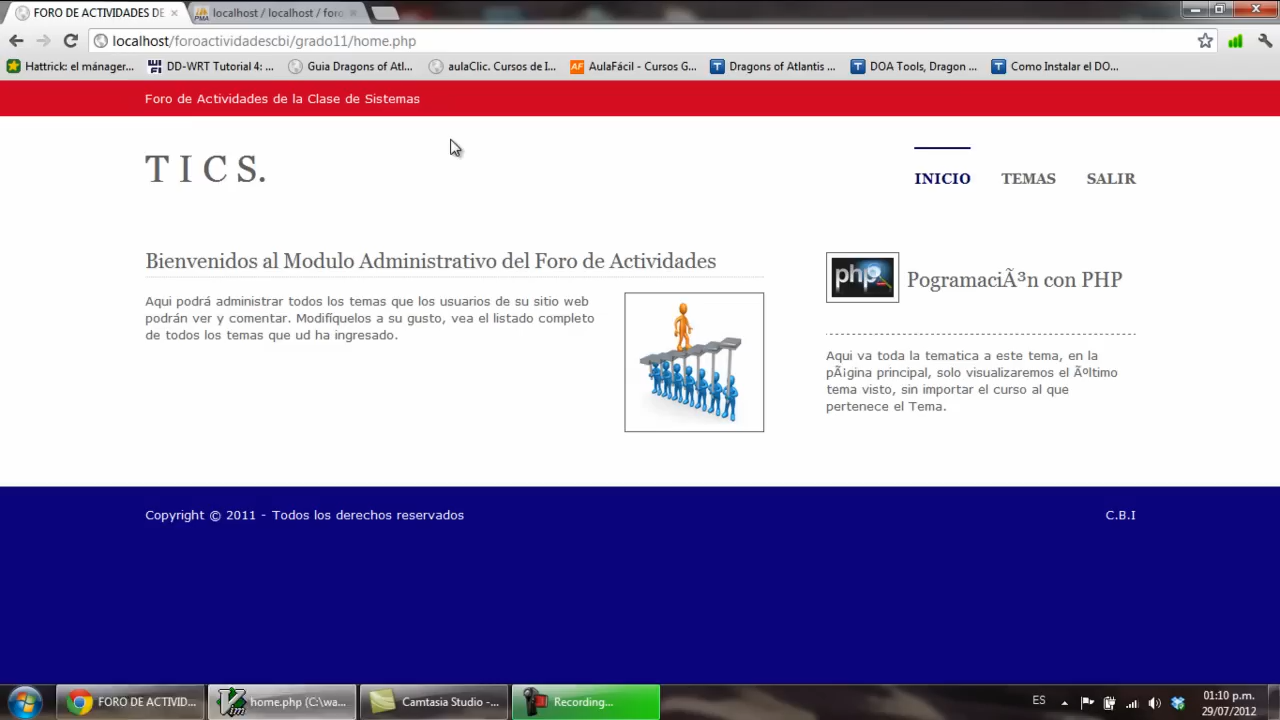 FORO DE ACTIVIDADES DE
localhost / localhost / foro
PMA
localhost/foroactividadescbi/grado11/home.php
Hattrick: el mánager...
WIFI
DD-WRT Tutorial 4: ...
Guia Dragons of Atl...
aulaClic. Cursos de I...
AF
AulaFácil - Cursos G...
T
Dragons of Atlantis ...
T
DOA Tools, Dragon ...
T
Como Instalar el DO...
Foro de Actividades de la Clase de Sistemas
T I C S.
INICIO TEMAS SALIR
Bienvenidos al Modulo Administrativo del Foro de Actividades
Aqui podrá administrar todos los temas que los usuarios de su sitio web
podrán ver y comentar. Modifíquelos a su gusto, vea el listado completo
de todos los temas que ud ha ingresado.
php
PogramaciÃ³n con PHP
Aqui va toda la tematica a este tema, en la
pÃ¡gina principal, solo visualizaremos el Ãºltimo
tema visto, sin importar el curso al que
pertenece el Tema.
Copyright © 2011 - Todos los derechos reservados
C.B.I
FORO DE ACTIVID...
Vim
home.php (C:\wa...
Camtasia Studio -...
Recording...
ES
01:10 p.m.
29/07/2012